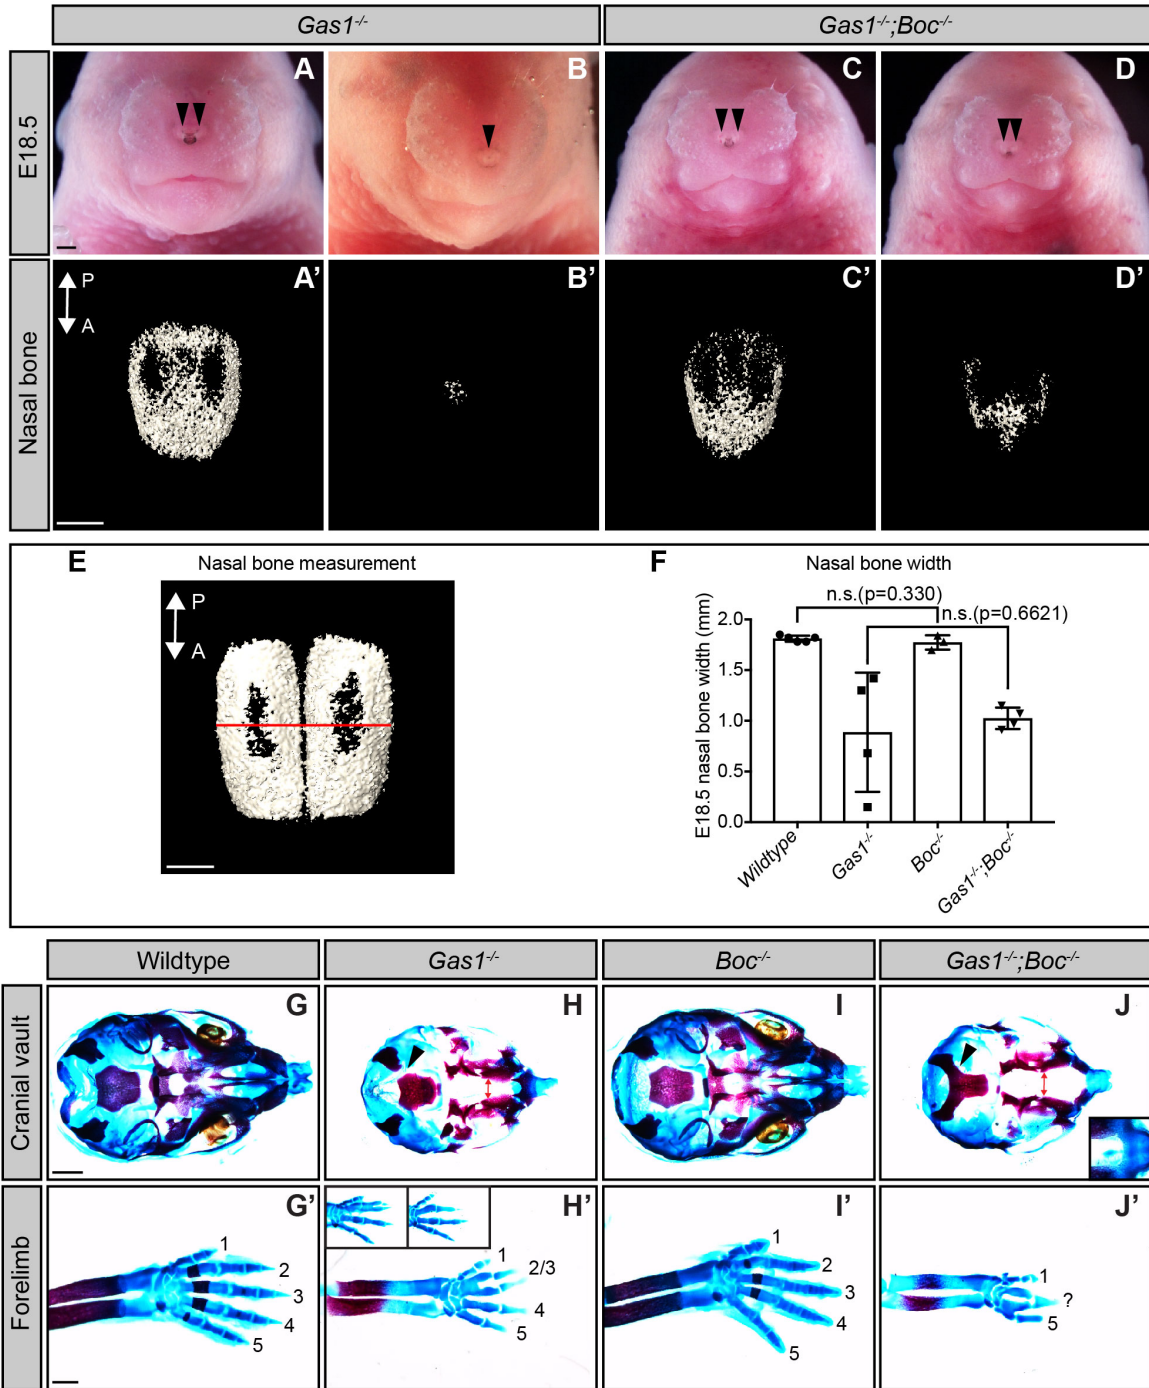 Gas1-/-
Gas1-/-;Boc-/-
E18.5
A
B
C
D
Nasal bone
P
A
A’
B’
C’
D’
E
Nasal bone measurement
P
A
F
Nasal bone width
n.s.(p=0.330)
n.s.(p=0.6621)
E18.5 nasal bone width (mm)
2.0
1.5
1.0
0.5
0.0
Wildtype
Gas1-/-
Boc-/-
Gas1-/-;Boc-/-
Wildtype
Gas1-/-
Boc-/-
Gas1-/-;Boc-/-
Cranial vault
G
H
I
J
Forelimb
G’
1
2
3
4
5
H’
1
2/3
4
5
I’
1
2
3
4
5
J’
1
?
5